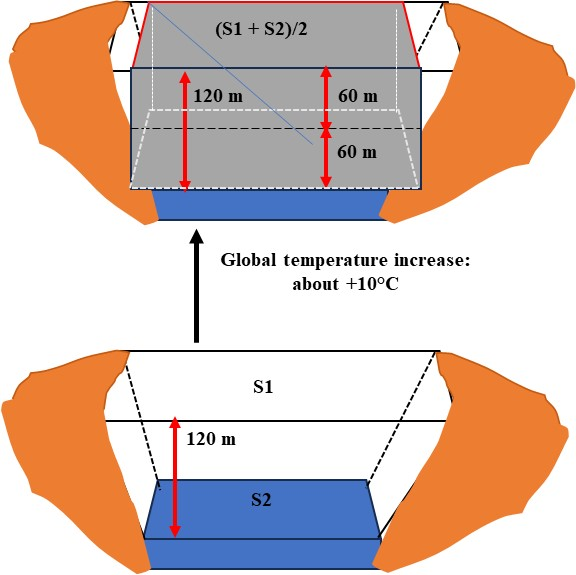 (S1 + S2)/2
120 m
60 m
60 m
Global temperature increase:
about +10°C
S1
120 m
S2